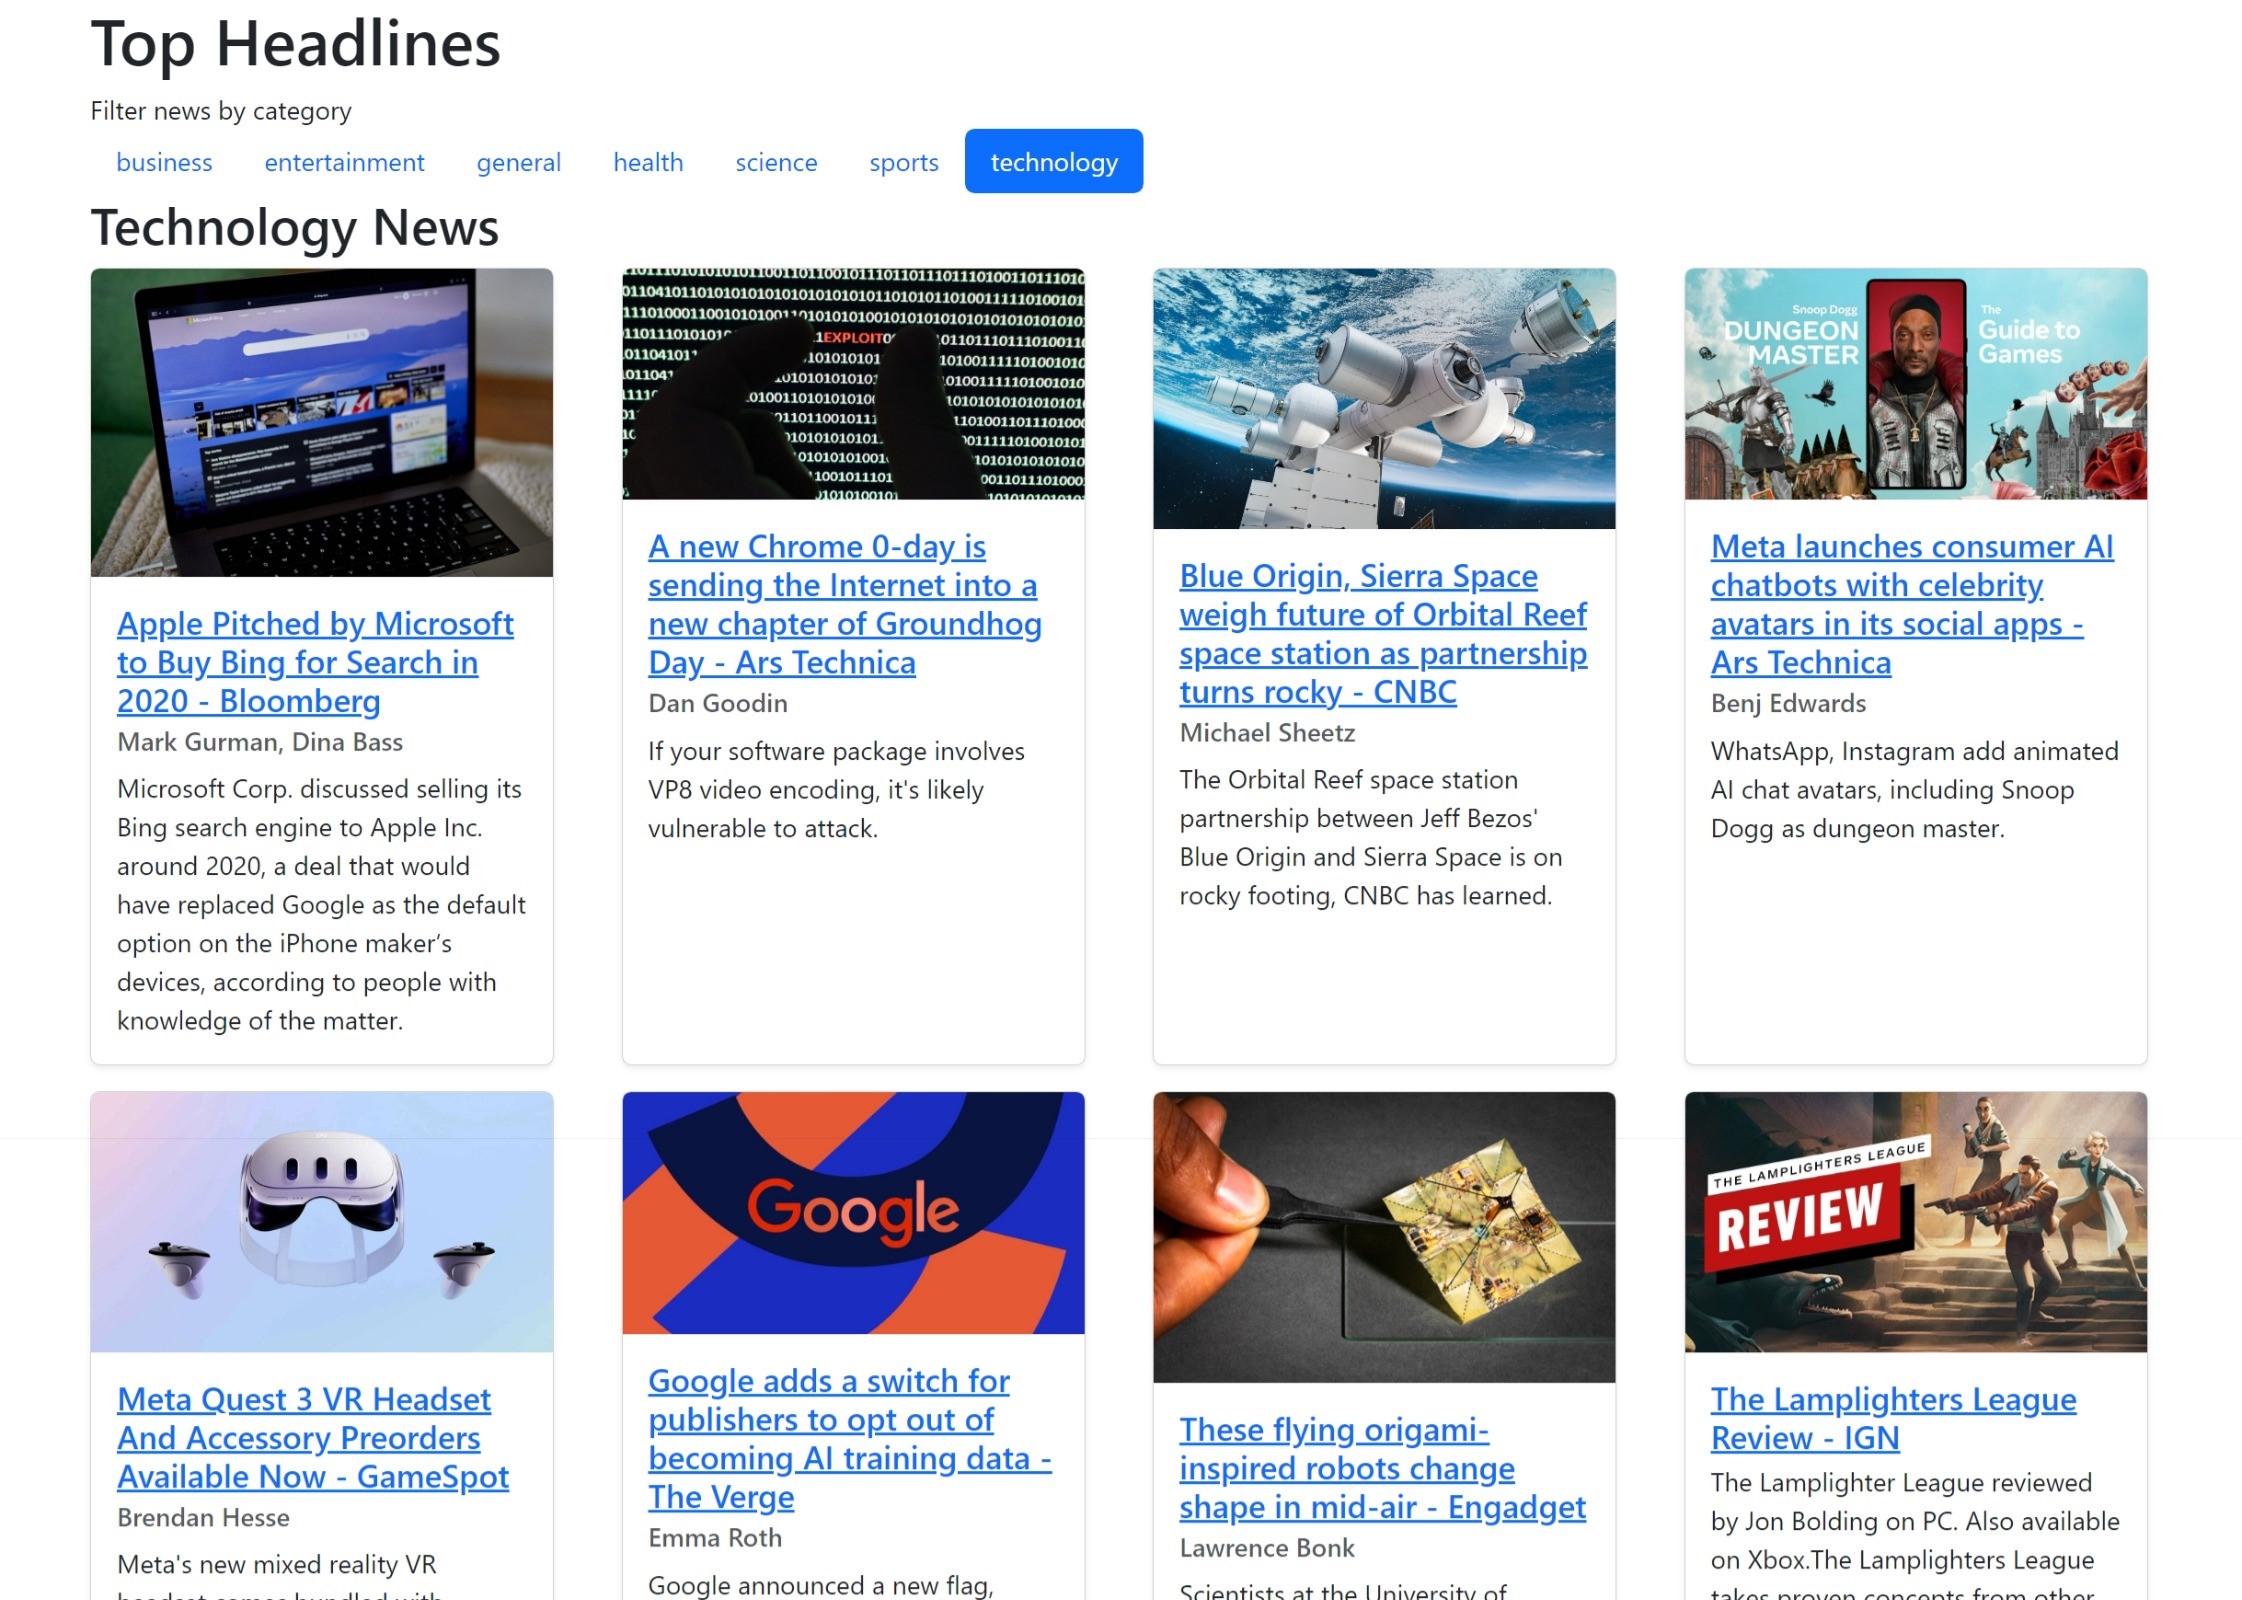 Top Headlines
Filter news by category
business entertainment general health science sports technology
Technology News
Apple Pitched by Microsoft
to Buy Bing for Search in
2020 - Bloomberg
Mark Gurman, Dina Bass
Microsoft Corp. discussed selling its
Bing search engine to Apple Inc.
around 2020, a deal that would
have replaced Google as the default
option on the iPhone maker’s
devices, according to people with
knowledge of the matter.
EXPLOIT
A new Chrome 0-day is
sending the Internet into a
new chapter of Groundhog
Day - Ars Technica
Dan Goodin
If your software package involves
VP8 video encoding, it's likely
vulnerable to attack.
Blue Origin, Sierra Space
weigh future of Orbital Reef
space station as partnership
turns rocky - CNBC
Michael Sheetz
The Orbital Reef space station
partnership between Jeff Bezos'
Blue Origin and Sierra Space is on
rocky footing, CNBC has learned.
Snoop Dogg
DUNGEON
MASTER
The
Guide to
Games
Meta launches consumer AI
chatbots with celebrity
avatars in its social apps -
Ars Technica
Benj Edwards
WhatsApp, Instagram add animated
AI chat avatars, including Snoop
Dogg as dungeon master.
Meta Quest 3 VR Headset
And Accessory Preorders
Available Now - GameSpot
Brendan Hesse
Meta's new mixed reality VR
headset comes bundled with
Google
Google adds a switch for
publishers to opt out of
becoming AI training data -
The Verge
Emma Roth
Google announced a new flag,
These flying origami-
inspired robots change
shape in mid-air - Engadget
Lawrence Bonk
Scientists at the University of
THE LAMPLIGHTERS LEAGUE
REVIEW
The Lamplighters League
Review - IGN
The Lamplighter League reviewed
by Jon Bolding on PC. Also available
on Xbox.The Lamplighters League
takes proven concepts from other